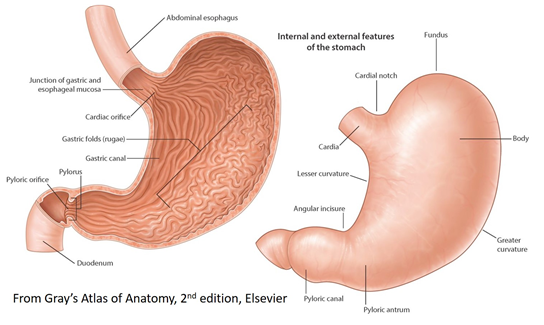 Abdominal esophagus
Junction of gastric and
esophageal mucosa
Cardiac orifice
Gastric folds (rugae)
Gastric canal
Pylorus
Pyloric orifice
Duodenum
Internal and external features
of the stomach
Fundus
Cardial notch
Cardia
Body
Lesser curvature
Angular incisure
Greater
curvature
Pyloric canal
Pyloric antrum
From Gray's Atlas of Anatomy, 2nd edition, Elsevier